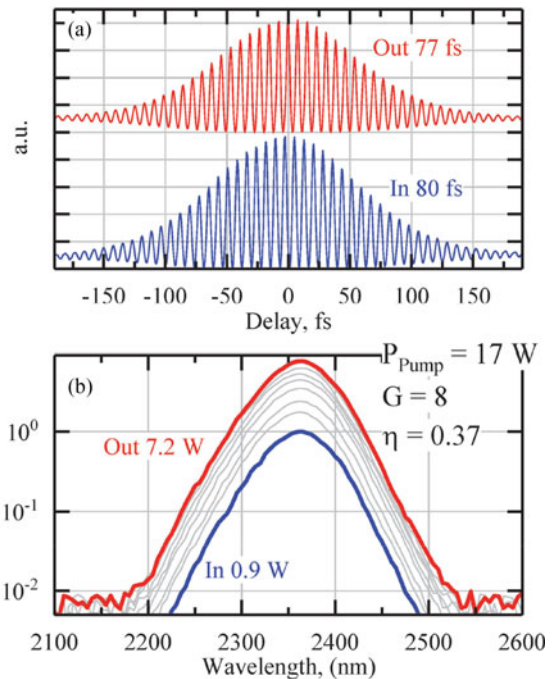 (a)
Out 77 fs
a.u.
In 80 fs
-150 -100 -50 0 50 100 150
Delay, fs
(b)
P_Pump = 17 W
G = 8
η = 0.37
10^0
Out 7.2 W
10^-1
In 0.9 W
10^-2
2100 2200 2300 2400 2500 2600
Wavelength, (nm)